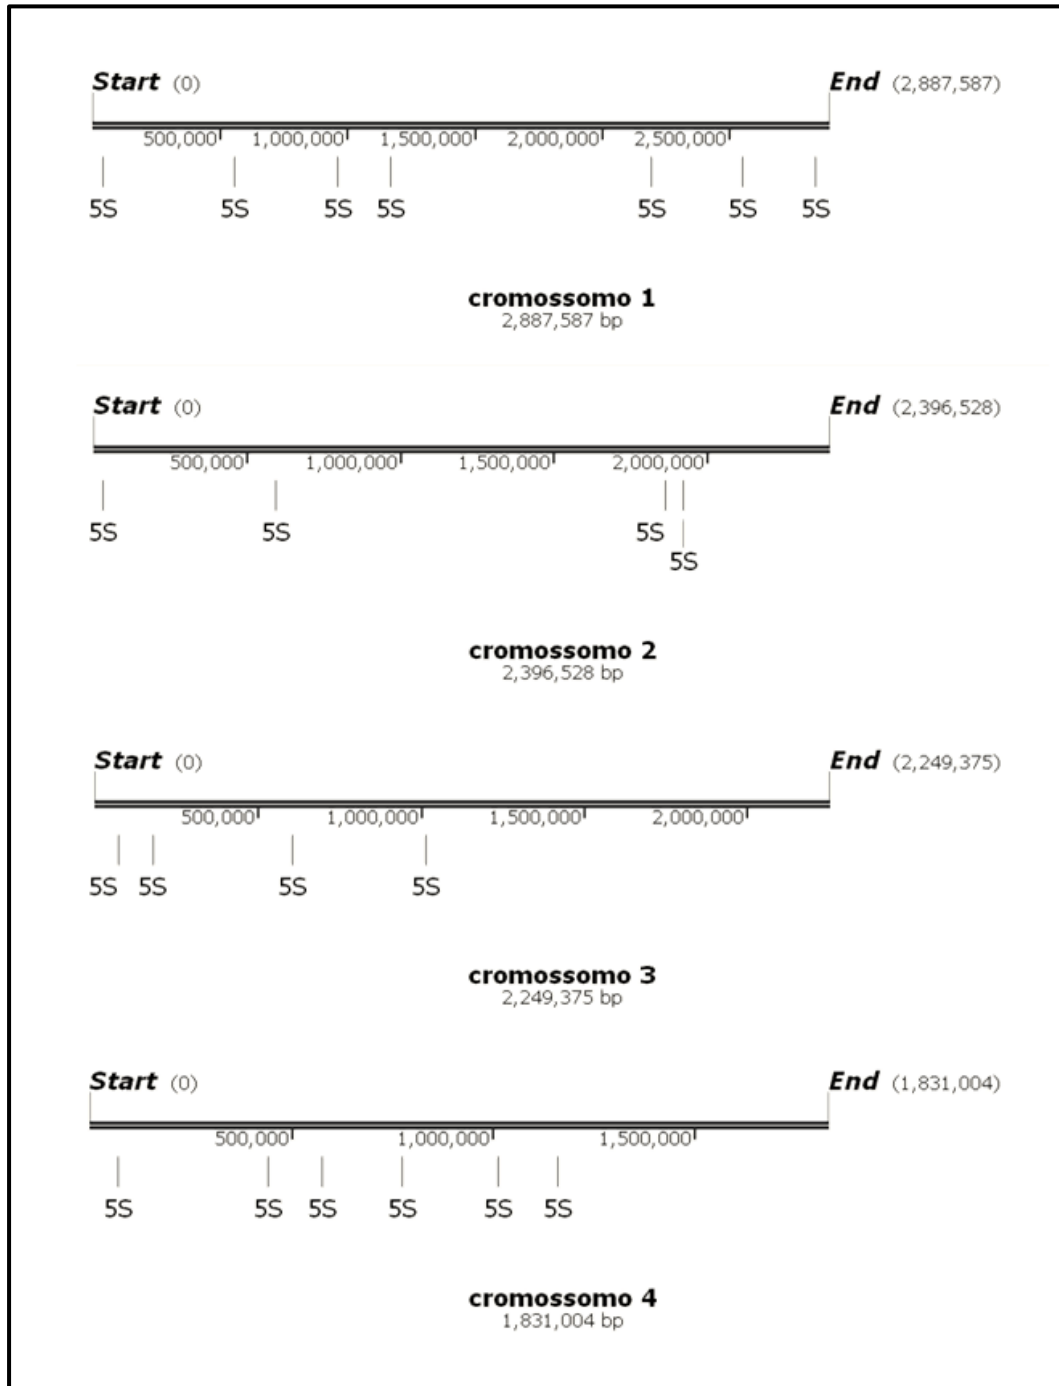 Start (0) End (2,887,587)
500,000 1,000,000 1,500,000 2,000,000 2,500,000
5S 5S 5S 5S 5S 5S 5S
cromossomo 1
2,887,587 bp
Start (0) End (2,396,528)
500,000 1,000,000 1,500,000 2,000,000
5S 5S 5S
5S
cromossomo 2
2,396,528 bp
Start (0) End (2,249,375)
500,000 1,000,000 1,500,000 2,000,000
5S 5S 5S 5S
cromossomo 3
2,249,375 bp
Start (0) End (1,831,004)
500,000 1,000,000 1,500,000
5S 5S 5S 5S 5S 5S
cromossomo 4
1,831,004 bp